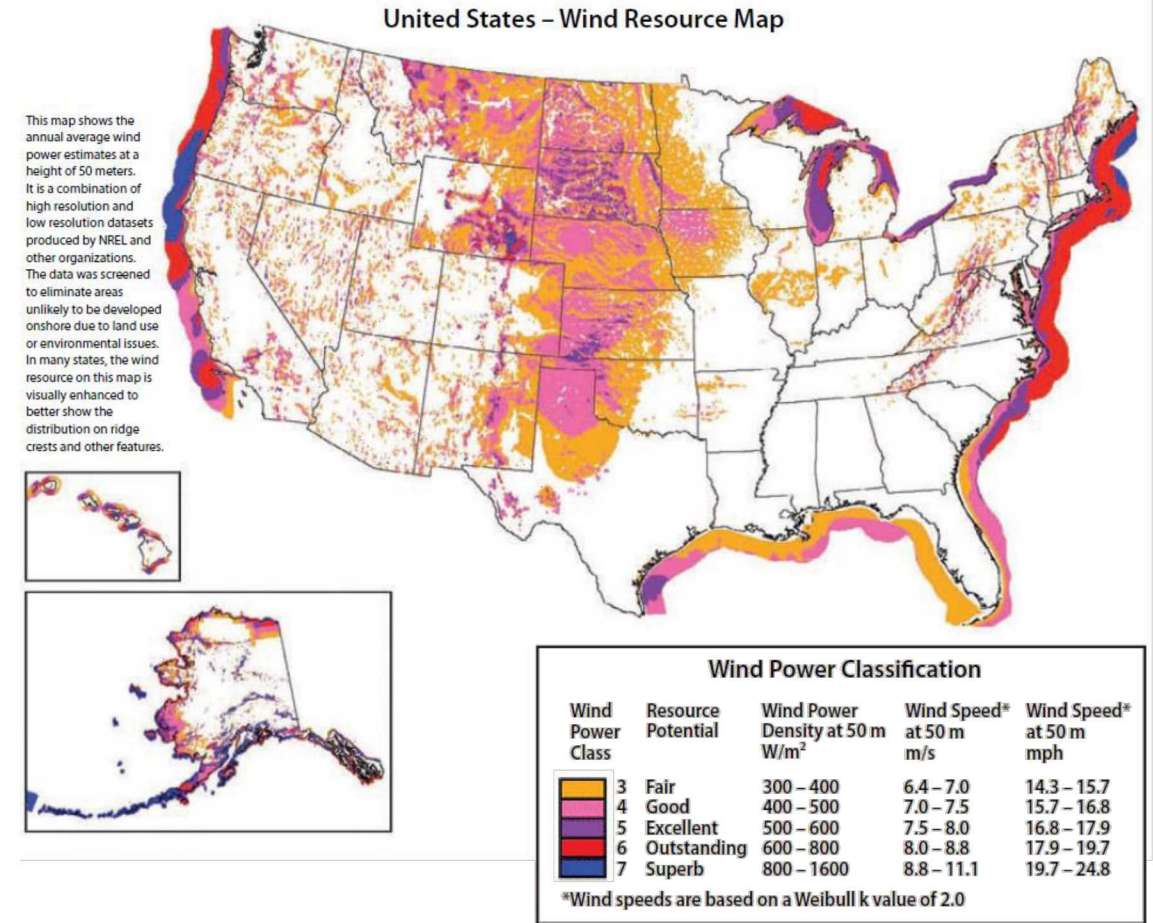 United States – Wind Resource Map
This map shows the
annual average wind
power estimates at a
height of 50 meters.
It is a combination of
high resolution and
low resolution datasets
produced by NREL and
other organizations.
The data was screened
to eliminate areas
unlikely to be developed
onshore due to land use
or environmental issues.
In many states, the wind
resource on this map is
visually enhanced to
better show the
distribution on ridge
crests and other features.
Wind Power Classification
Wind Resource Wind Power Wind Speed* Wind Speed*
Power Potential Density at 50 m at 50 m at 50 m
Class W/m² m/s mph
3 Fair 300 – 400 6.4 – 7.0 14.3 – 15.7
4 Good 400 – 500 7.0 – 7.5 15.7 – 16.8
5 Excellent 500 – 600 7.5 – 8.0 16.8 – 17.9
6 Outstanding 600 – 800 8.0 – 8.8 17.9 – 19.7
7 Superb 800 – 1600 8.8 – 11.1 19.7 – 24.8
*Wind speeds are based on a Weibull k value of 2.0